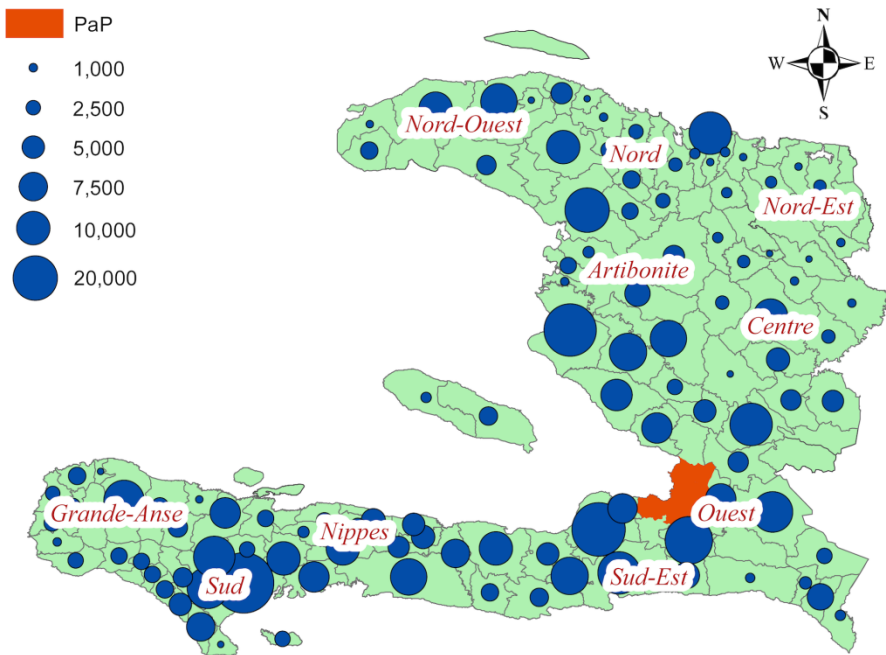 PaP
1,000
2,500
5,000
7,500
10,000
20,000
N
W E
S
Nord-Ouest
Nord
Nord-Est
Artibonite
Centre
Grande-Anse
Nippes
Ouest
Sud
Sud-Est